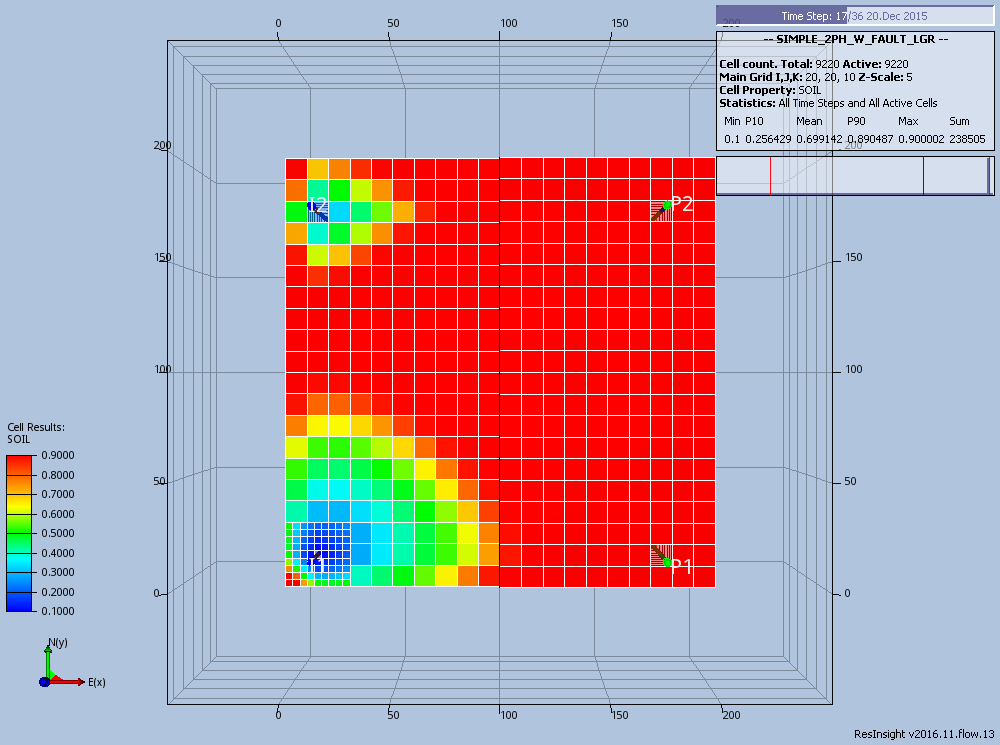 Time Step: 17/36 20.Dec 2015
-- SIMPLE_2PH_W_FAULT_LGR --
Cell count. Total: 9220 Active: 9220
Main Grid I,J,K: 20, 20, 10 Z-Scale: 5
Cell Property: SOIL
Statistics: All Time Steps and All Active Cells
Min P10 Mean P90 Max Sum
0.1 0.256429 0.699142 0.890487 0.900002 238505
0 50 100 150 200
200 200
150 150
100 100
50 50
0 0
0 50 100 150 200
I2
P2
I1
P1
Cell Results:
SOIL
0.9000
0.8000
0.7000
0.6000
0.5000
0.4000
0.3000
0.2000
0.1000
N(y)
E(x)
ResInsight v2016.11.flow.13